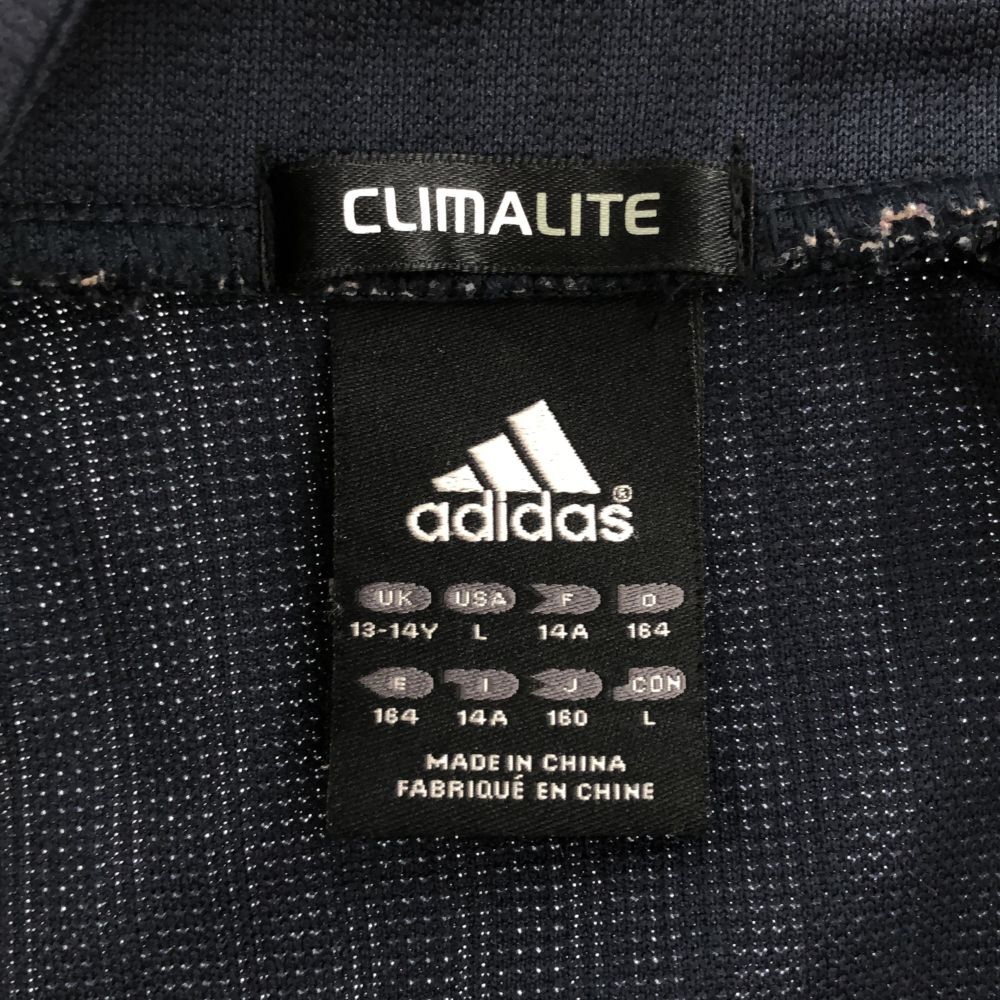 CLIMALITE
adidas®
UK USA F D
13-14Y L 14A 164
E I J CON
164 14A 160 L
MADE IN CHINA
FABRIQUÉ EN CHINE